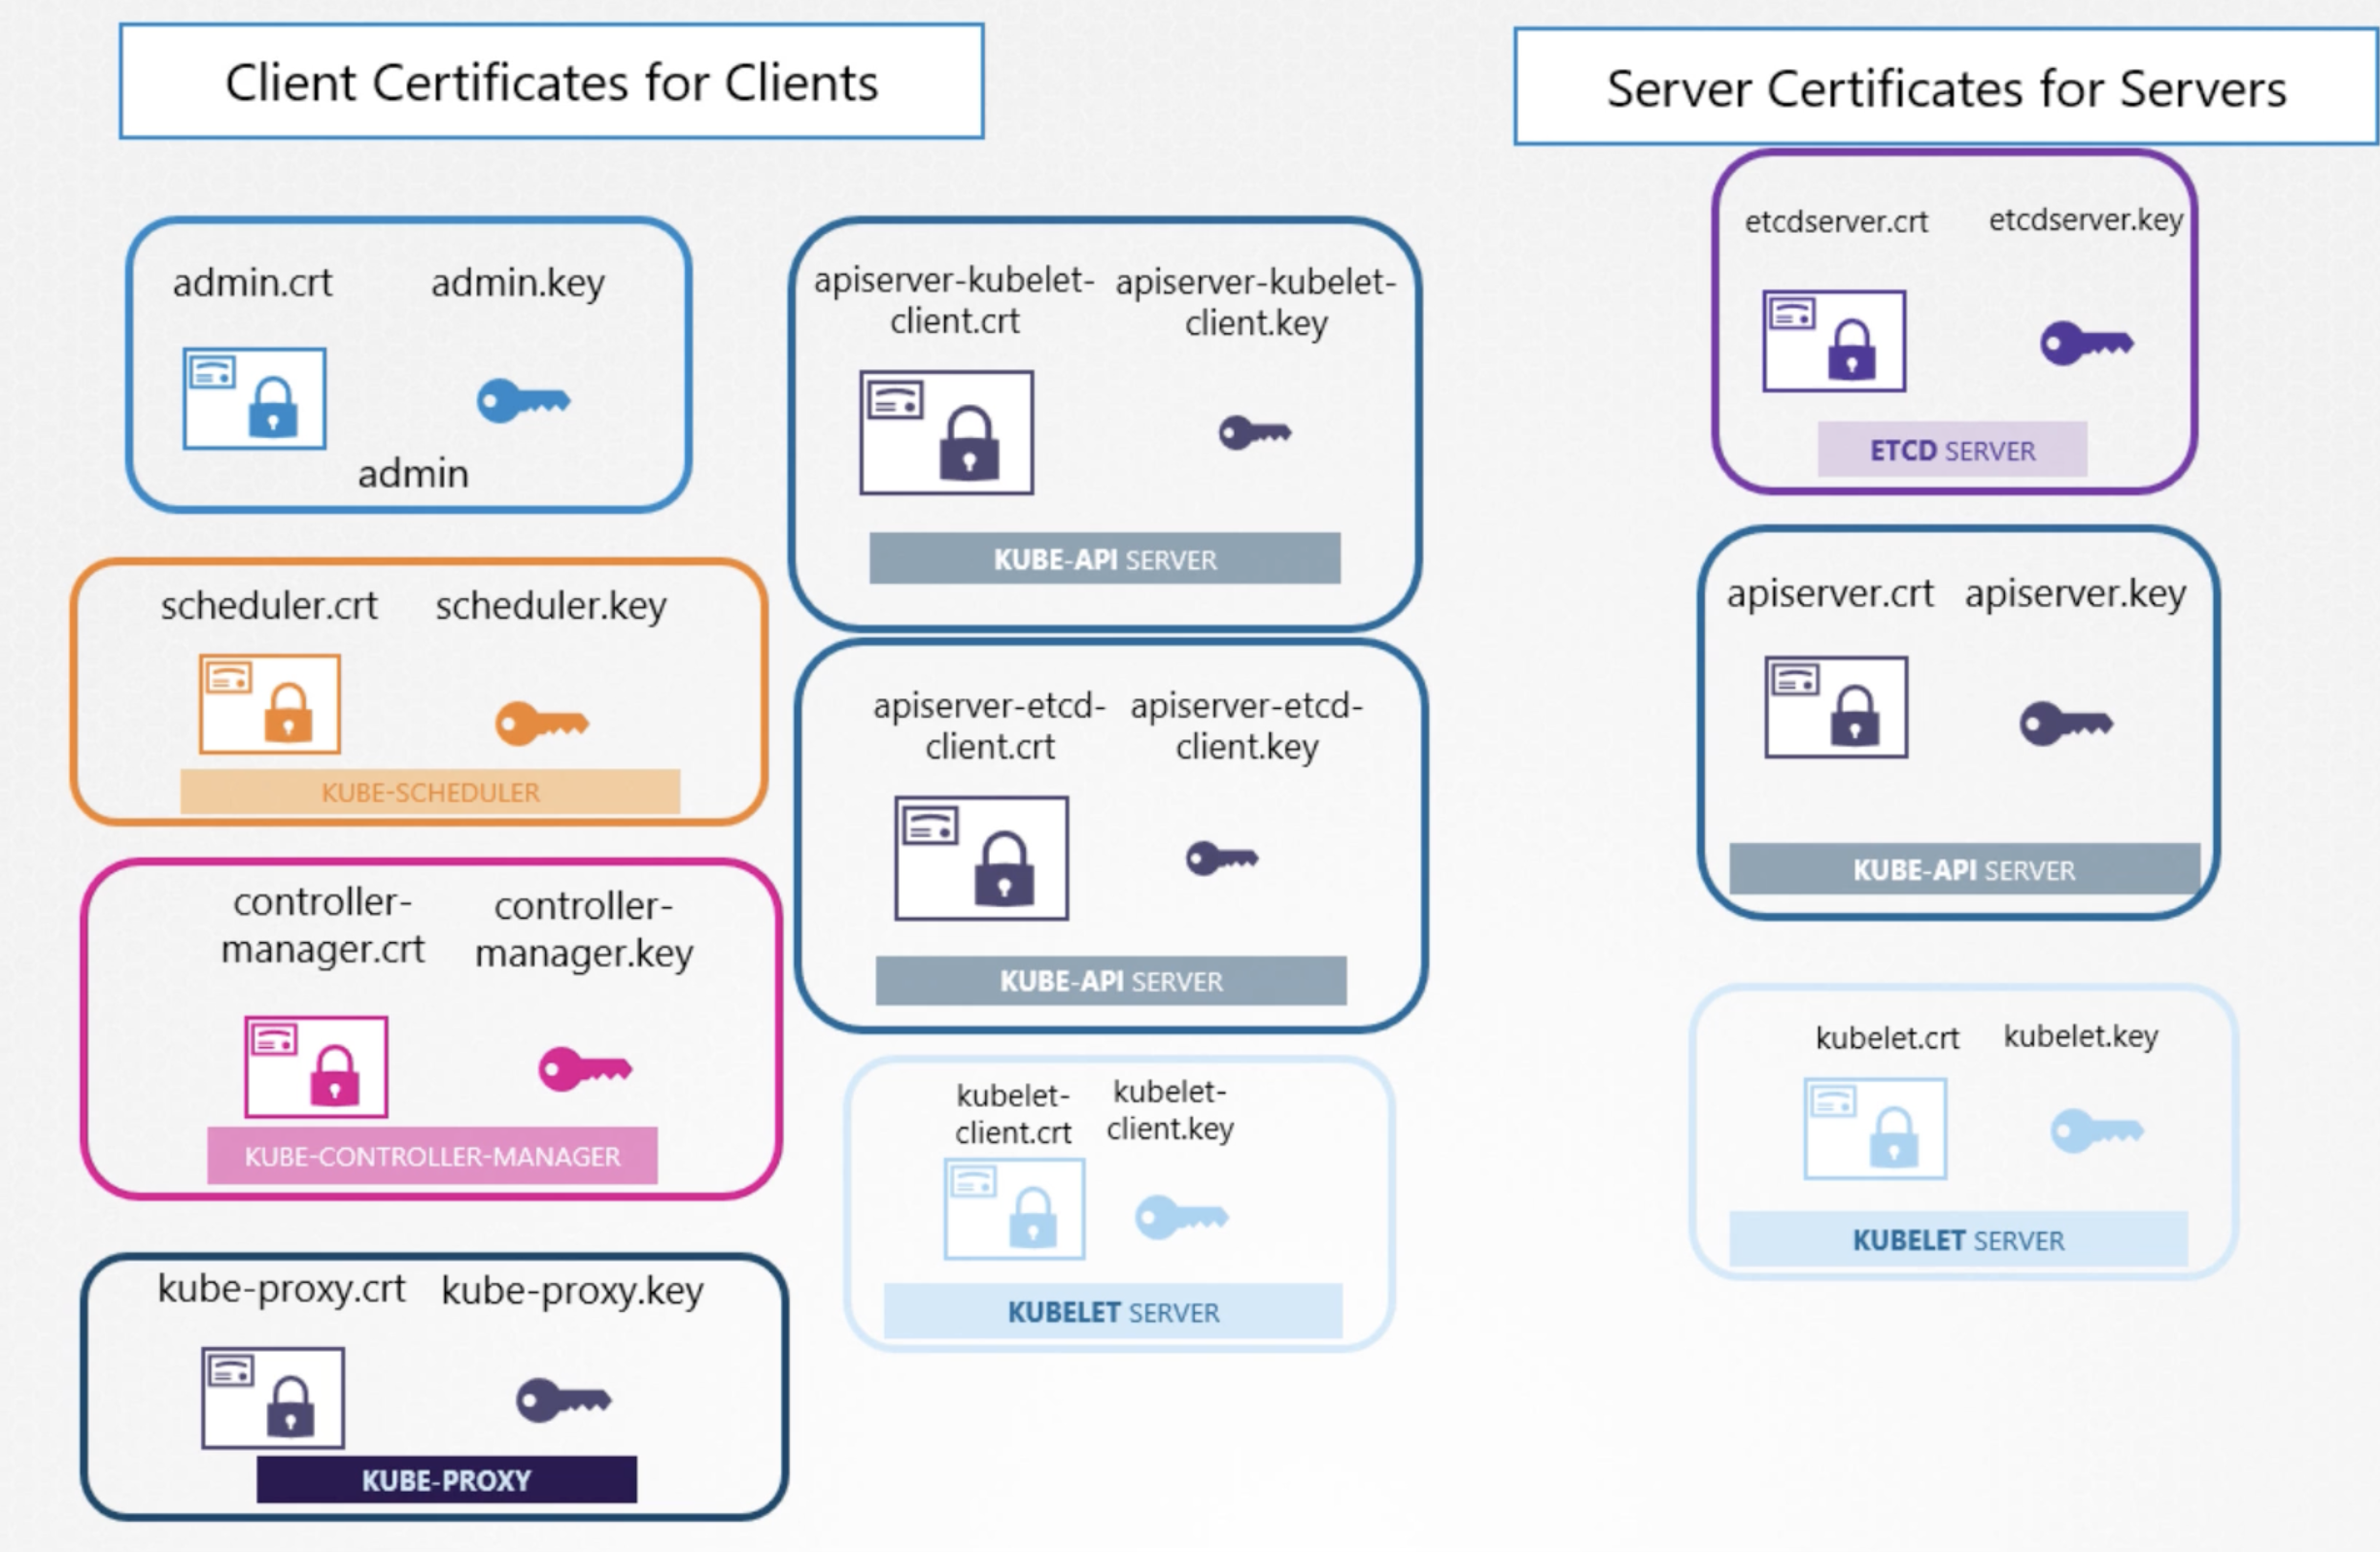 Client Certificates for Clients
admin.crt
admin.key
admin
scheduler.crt
scheduler.key
KUBE-SCHEDULER
controller-
manager.crt
controller-
manager.key
KUBE-CONTROLLER-MANAGER
kube-proxy.crt
kube-proxy.key
KUBE-PROXY
apiserver-kubelet-
client.crt
apiserver-kubelet-
client.key
KUBE-API SERVER
apiserver-etcd-
client.crt
apiserver-etcd-
client.key
KUBE-API SERVER
kubelet-
client.crt
kubelet-
client.key
KUBELET SERVER
Server Certificates for Servers
etcdserver.crt
etcdserver.key
ETCD SERVER
apiserver.crt
apiserver.key
KUBE-API SERVER
kubelet.crt
kubelet.key
KUBELET SERVER